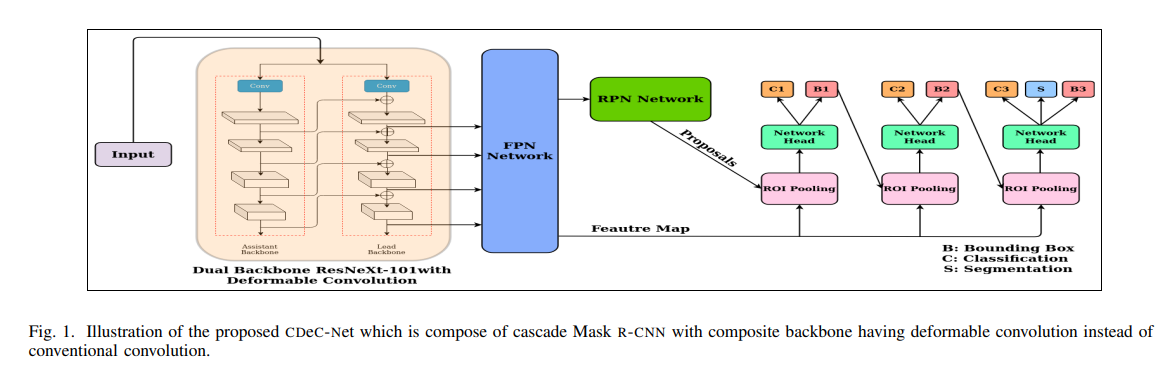 Input
Conv
Conv
Assistant
Backbone
Lead
Backbone
Dual Backbone ResNeXt-101with
Deformable Convolution
FPN
Network
RPN Network
Proposals
Feautre Map
C1
B1
Network
Head
ROI Pooling
C2
B2
Network
Head
ROI Pooling
C3
S
B3
Network
Head
ROI Pooling
B: Bounding Box
C: Classification
S: Segmentation
Fig. 1. Illustration of the proposed CDeC-Net which is compose of cascade Mask R-CNN with composite backbone having deformable convolution instead of
conventional convolution.